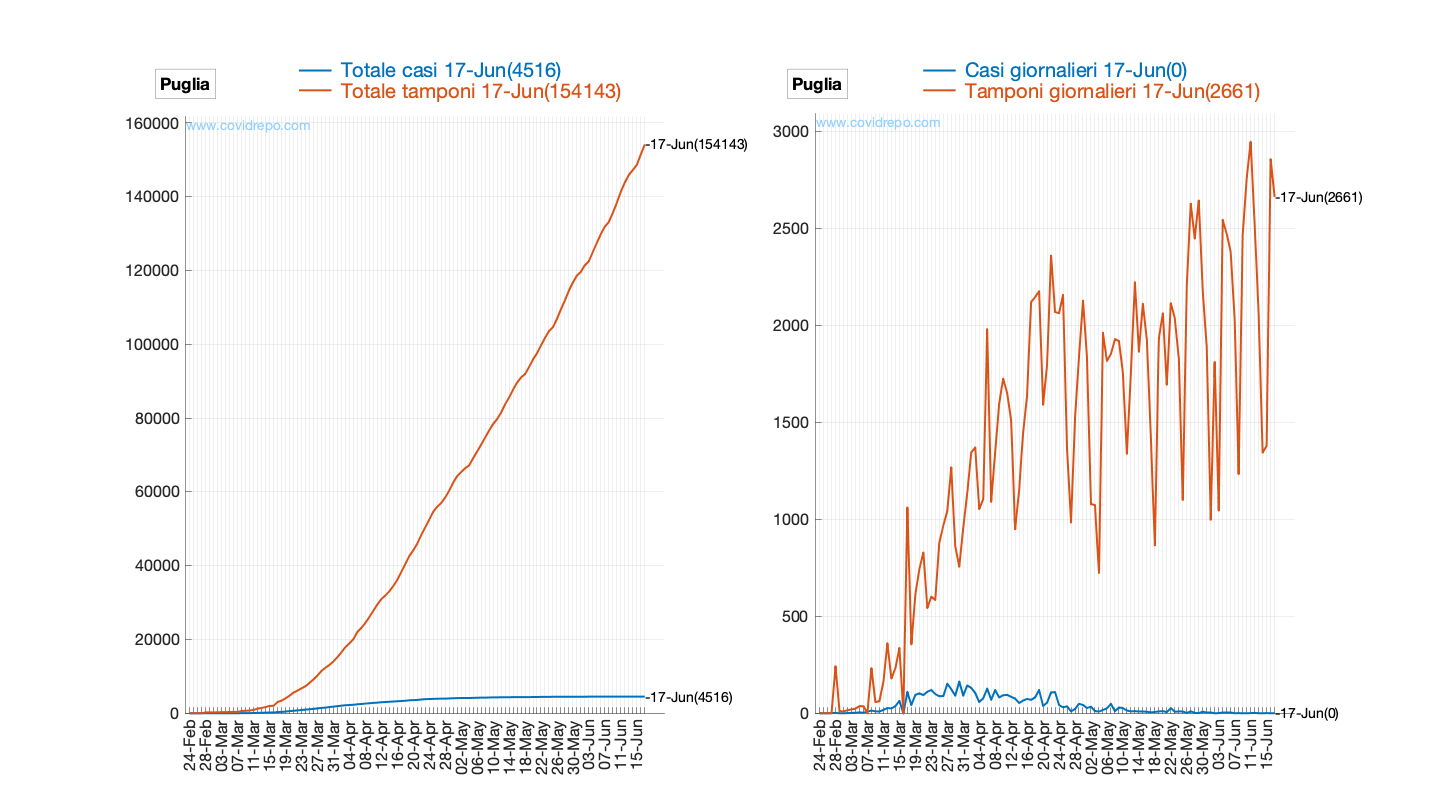 Puglia
Totale casi 17-Jun(4516)
Totale tamponi 17-Jun(154143)
www.covidrepo.com
160000
140000
120000
100000
80000
60000
40000
20000
0
-17-Jun(154143)
-17-Jun(4516)
24-Feb
28-Feb
03-Mar
07-Mar
11-Mar
15-Mar
19-Mar
23-Mar
27-Mar
31-Mar
04-Apr
08-Apr
12-Apr
16-Apr
20-Apr
24-Apr
28-Apr
02-May
06-May
10-May
14-May
18-May
22-May
26-May
30-May
03-Jun
07-Jun
11-Jun
15-Jun
Puglia
Casi giornalieri 17-Jun(0)
Tamponi giornalieri 17-Jun(2661)
www.covidrepo.com
3000
2500
2000
1500
1000
500
0
-17-Jun(2661)
-17-Jun(0)
24-Feb
28-Feb
03-Mar
07-Mar
11-Mar
15-Mar
19-Mar
23-Mar
27-Mar
31-Mar
04-Apr
08-Apr
12-Apr
16-Apr
20-Apr
24-Apr
28-Apr
02-May
06-May
10-May
14-May
18-May
22-May
26-May
30-May
03-Jun
07-Jun
11-Jun
15-Jun